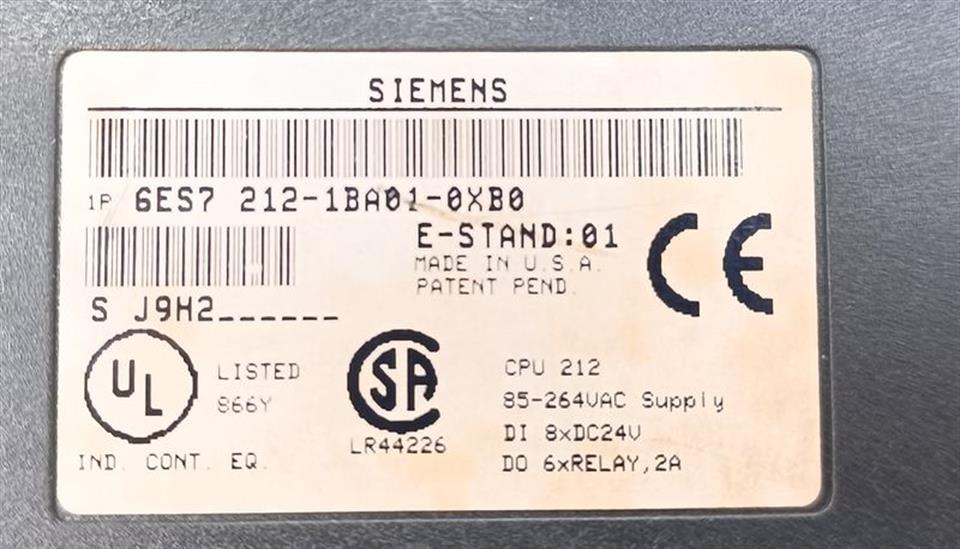 SIEMENS
1P 6ES7 212-1BA01-0XB0
E-STAND:01
MADE IN U.S.A.
PATENT PEND.
S J9H2______
CE
UL LISTED
866Y
IND. CONT. EQ.
SA
LR44226
CPU 212
85-264VAC Supply
DI 8xDC24V
DO 6xRELAY,2A